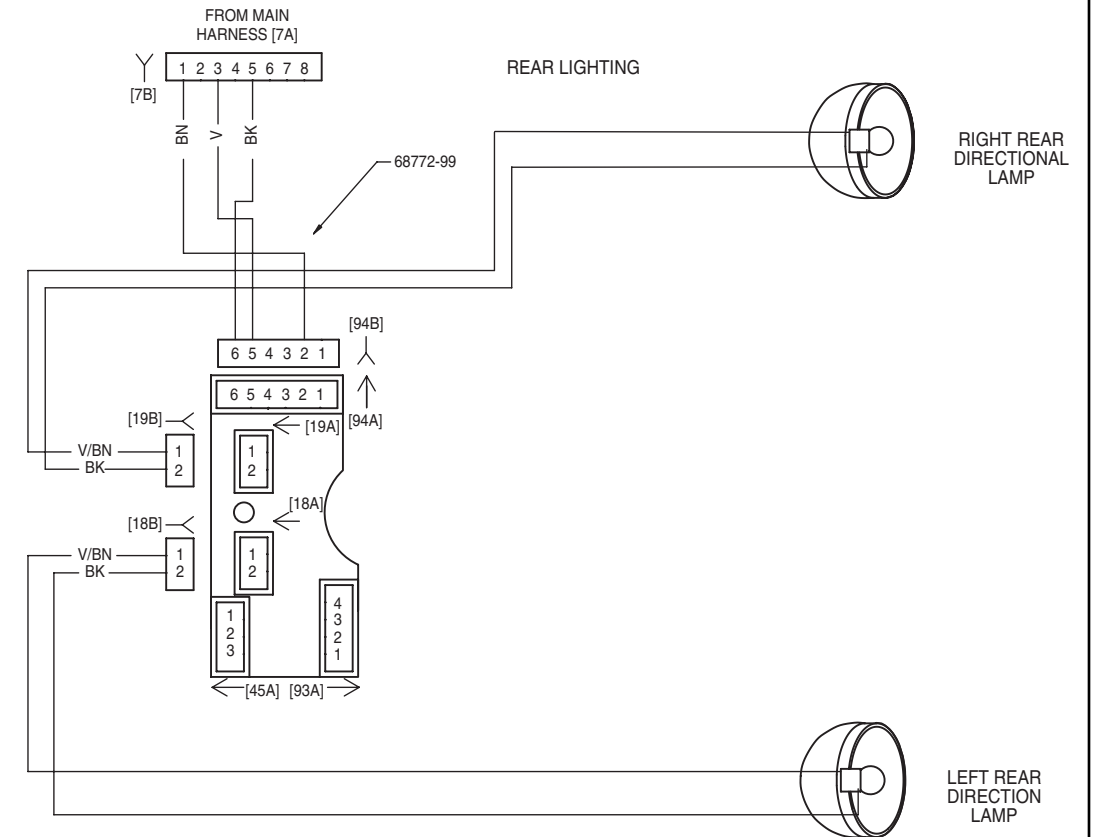 FROM MAIN
HARNESS [7A]
1 2 3 4 5 6 7 8
[7B]
REAR LIGHTING
BN
V
BK
68772-99
RIGHT REAR
DIRECTIONAL
LAMP
[94B]
6 5 4 3 2 1
6 5 4 3 2 1
[94A]
[19B]
[19A]
V/BN
1
BK
2
1
2
[18A]
[18B]
V/BN
1
BK
2
1
2
1
2
3
4
3
2
1
[45A] [93A]
LEFT REAR
DIRECTION
LAMP